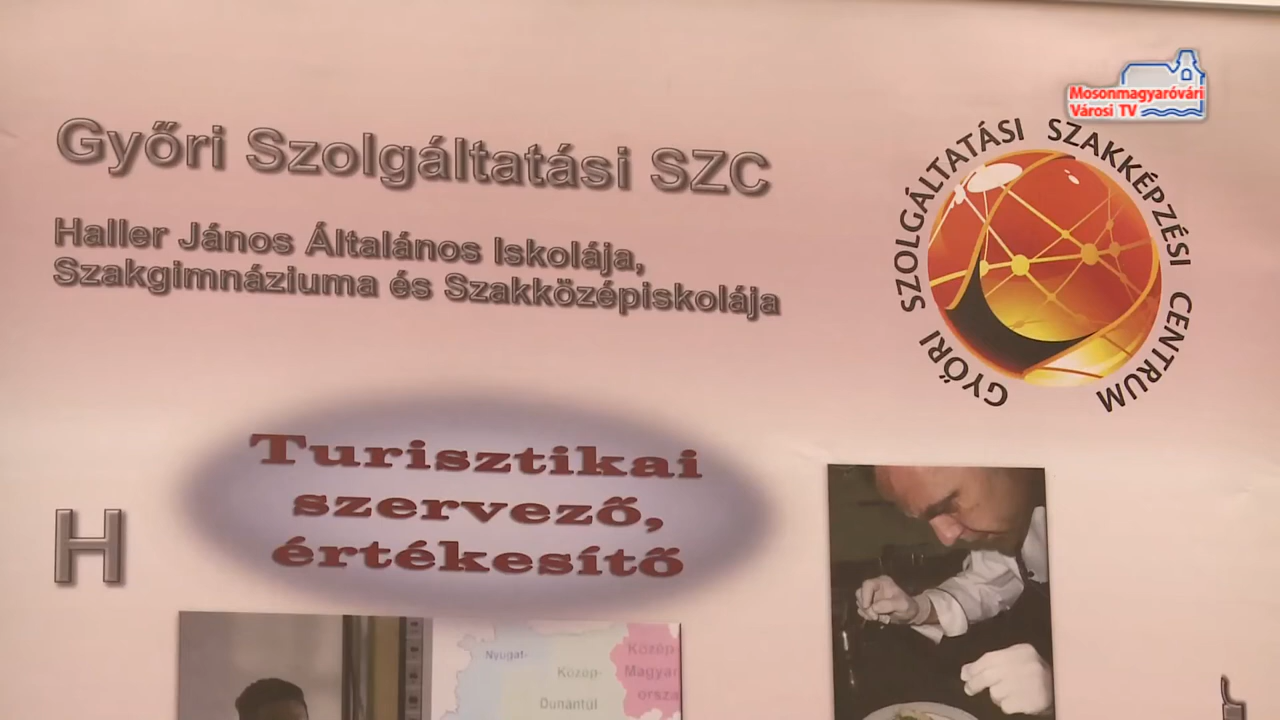 Mosonmagyaróvári
Városi TV
Győri Szolgáltatási SZC
Haller János Általános Iskolája,
Szakgimnáziuma és Szakközépiskolája
GYŐRI SZOLGÁLTATÁSI SZAKKÉPZÉSI CENTRUM
Turisztikai
szervező,
értékesítő
H
Nyugat-
Közép-
Dunántúl
Közép-
Magyar
orszá